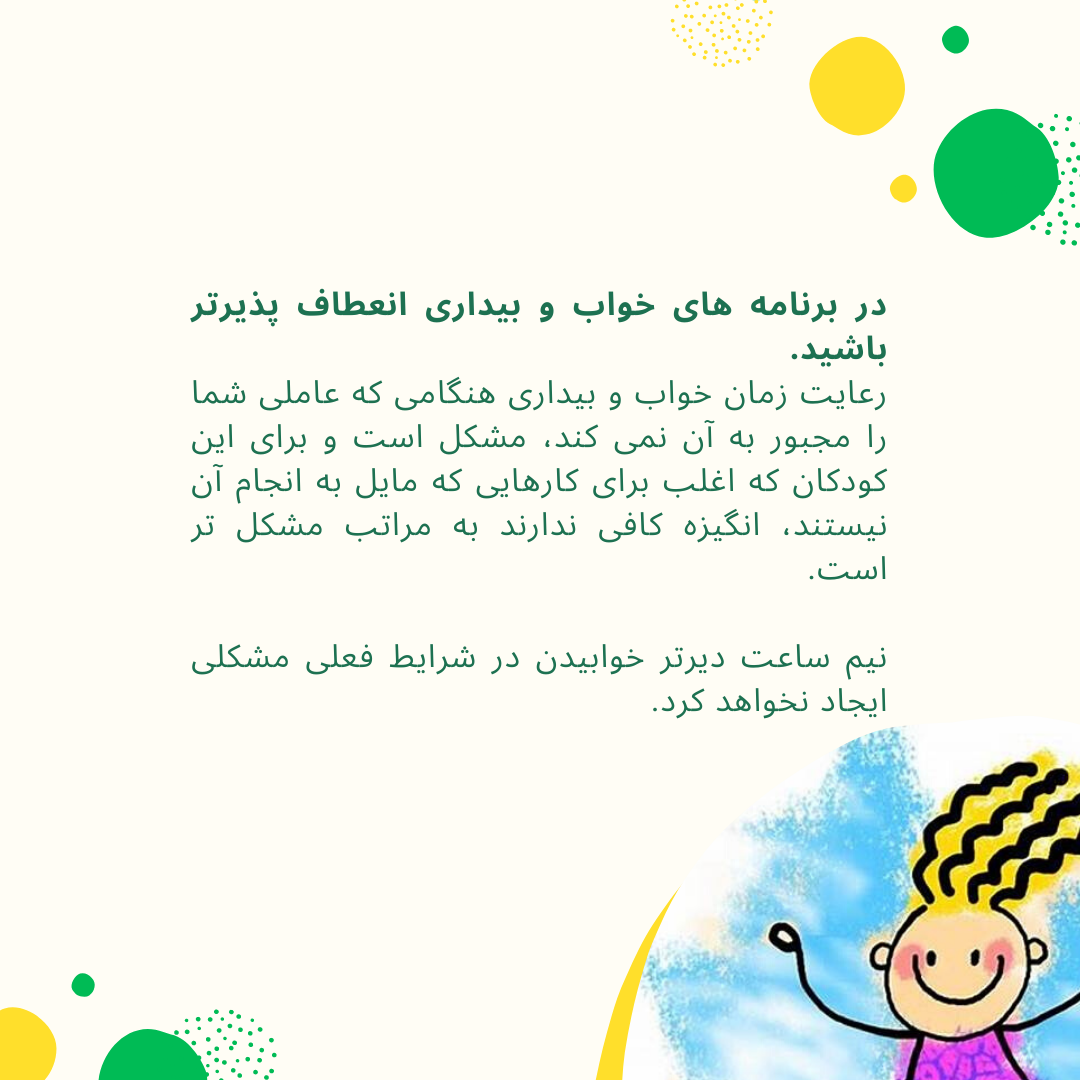 در برنامه های خواب و بیداری انعطاف پذیرتر
باشید.
رعایت زمان خواب و بیداری هنگامی که عاملی شما
را مجبور به آن نمی کند، مشکل است و برای این
کودکان که اغلب برای کارهایی که مایل به انجام آن
نیستند، انگیزه کافی ندارند به مراتب مشکل تر
است.
نیم ساعت دیرتر خوابیدن در شرایط فعلی مشکلی
ایجاد نخواهد کرد.